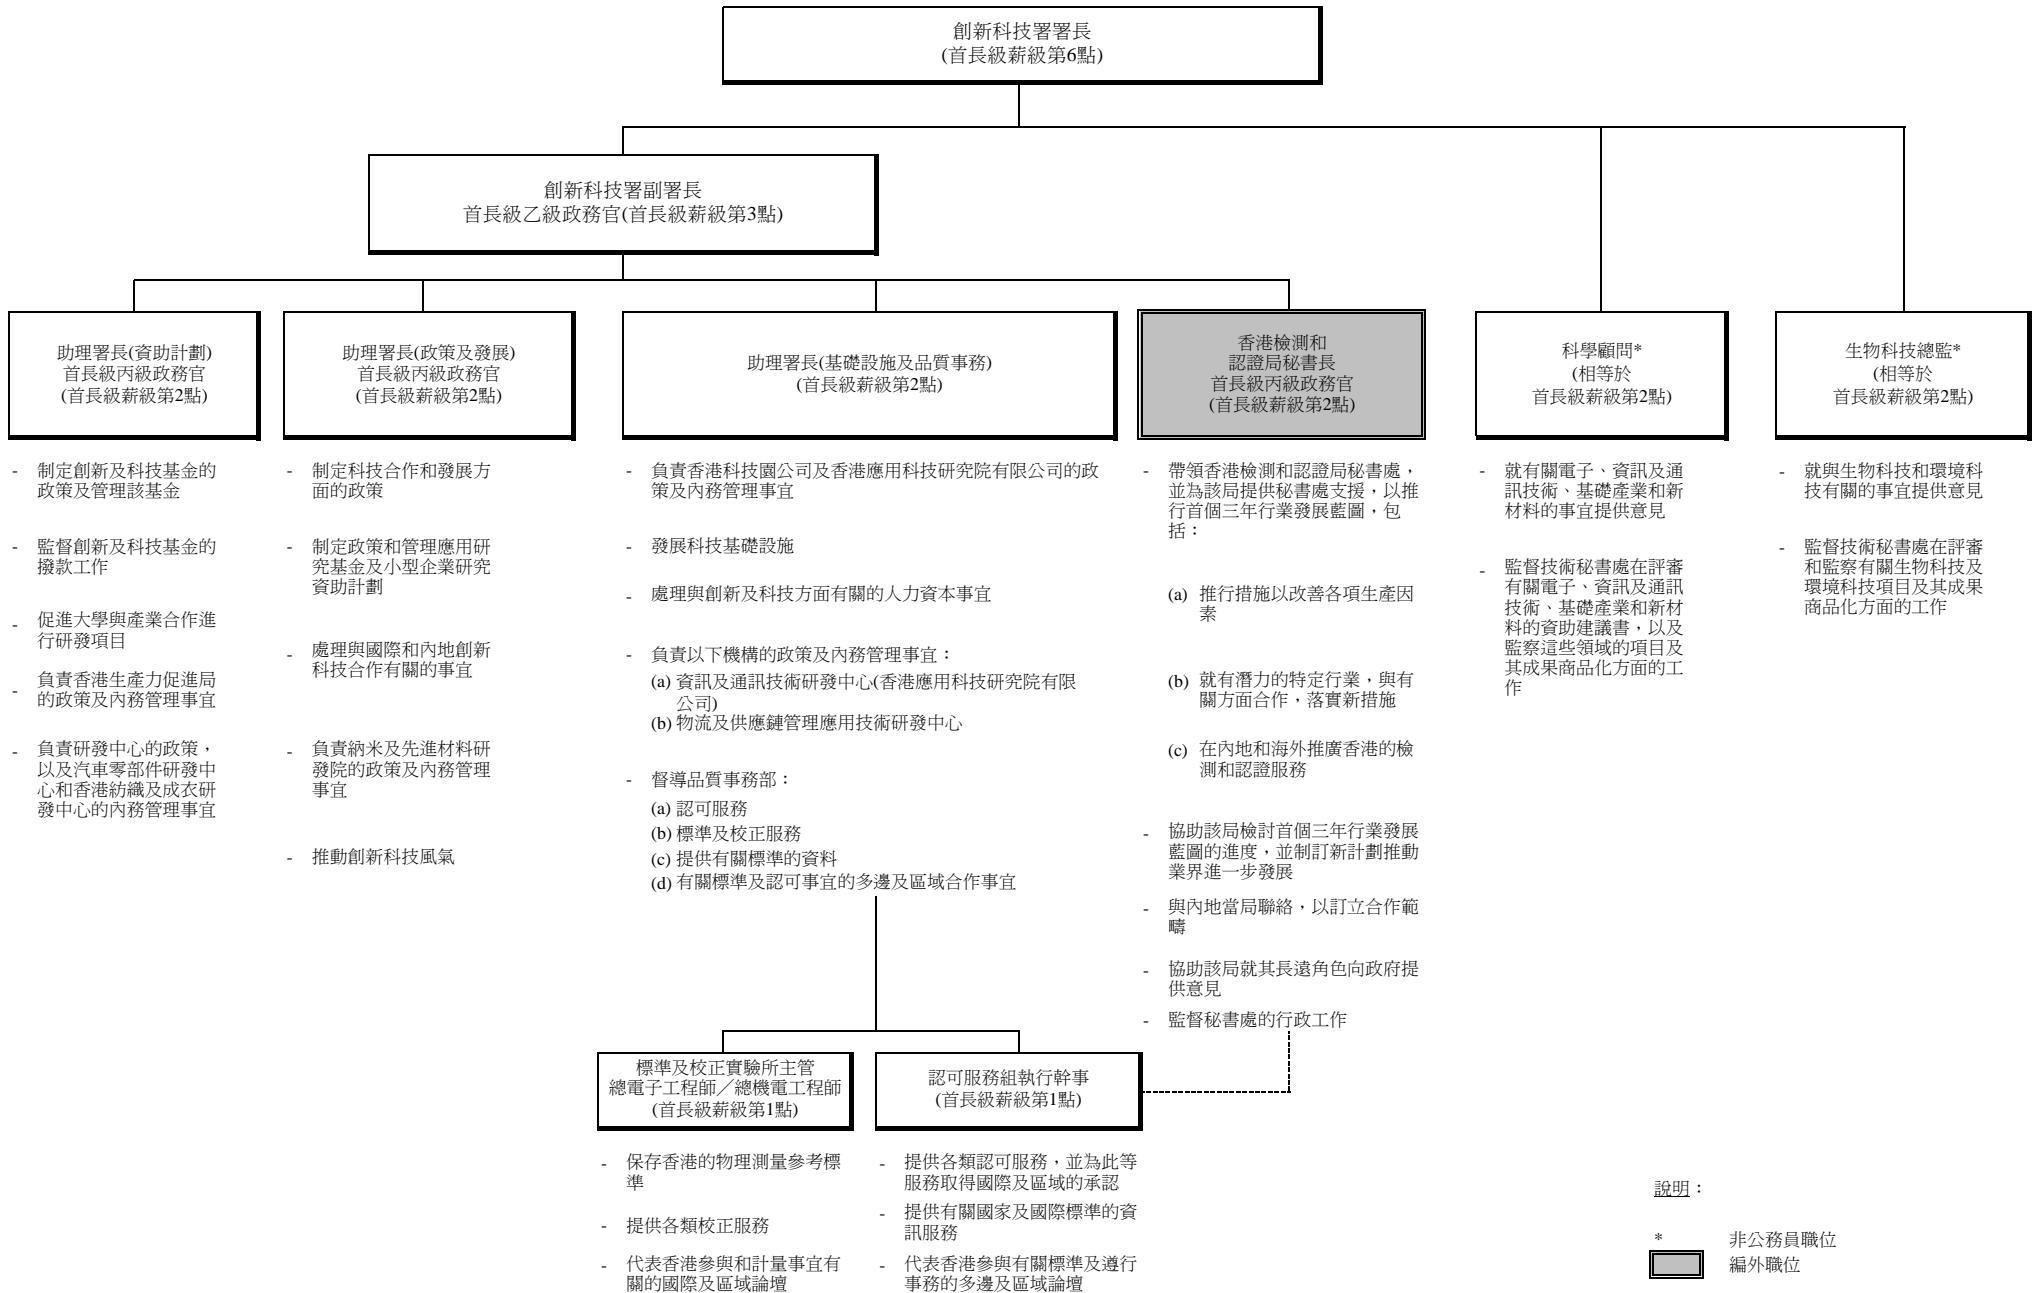 創新科技署署長
(首長級薪級第6點)
創新科技署副署長
首長級乙級政務官(首長級薪級第3點)
助理署長(資助計劃)
首長級丙級政務官
(首長級薪級第2點)
- 制定創新及科技基金的
政策及管理該基金
- 監督創新及科技基金的
撥款工作
- 促進大學與產業合作進
行研發項目
- 負責香港生產力促進局
的政策及內務管理事宜
- 負責研發中心的政策，
以及汽車零部件研發中
心和香港紡織及成衣研
發中心的內務管理事宜
助理署長(政策及發展)
首長級丙級政務官
(首長級薪級第2點)
- 制定科技合作和發展方
面的政策
- 制定政策和管理應用研
究基金及小型企業研究
資助計劃
- 處理與國際和內地創新
科技合作有關的事宜
- 負責納米及先進材料研
發院的政策及內務管理
事宜
- 推動創新科技風氣
助理署長(基礎設施及品質事務)
(首長級薪級第2點)
- 負責香港科技園公司及香港應用科技研究院有限公司的政
策及內務管理事宜
- 發展科技基礎設施
- 處理與創新及科技方面有關的人力資本事宜
- 負責以下機構的政策及內務管理事宜：
(a) 資訊及通訊技術研發中心(香港應用科技研究院有限
公司)
(b) 物流及供應鏈管理應用技術研發中心
- 督導品質事務部：
(a) 認可服務
(b) 標準及校正服務
(c) 提供有關標準的資料
(d) 有關標準及認可事宜的多邊及區域合作事宜
香港檢測和
認證局秘書長
首長級丙級政務官
(首長級薪級第2點)
- 帶領香港檢測和認證局秘書處，
並為該局提供秘書處支援，以推
行首個三年行業發展藍圖，包
括：
(a) 推行措施以改善各項生產因
素
(b) 就有潛力的特定行業，與有
關方面合作，落實新措施
(c) 在內地和海外推廣香港的檢
測和認證服務
- 協助該局檢討首個三年行業發展
藍圖的進度，並制訂新計劃推動
業界進一步發展
- 與內地當局聯絡，以訂立合作範
疇
- 協助該局就其長遠角色向政府提
供意見
- 監督秘書處的行政工作
科學顧問*
(相等於
首長級薪級第2點)
- 就有關電子、資訊及通
訊技術、基礎產業和新
材料的事宜提供意見
- 監督技術秘書處在評審
有關電子、資訊及通訊
技術、基礎產業和新材
料的資助建議書，以及
監察這些領域的項目及
其成果商品化方面的工
作
生物科技總監*
(相等於
首長級薪級第2點)
- 就與生物科技和環境科
技有關的事宜提供意見
- 監督技術秘書處在評審
和監察有關生物科技及
環境科技項目及其成果
商品化方面的工作
標準及校正實驗所主管
總電子工程師／總機電工程師
(首長級薪級第1點)
- 保存香港的物理測量參考標
準
- 提供各類校正服務
- 代表香港參與和計量事宜有
關的國際及區域論壇
認可服務組執行幹事
(首長級薪級第1點)
- 提供各類認可服務，並為此等
服務取得國際及區域的承認
- 提供有關國家及國際標準的資
訊服務
- 代表香港參與有關標準及遵行
事務的多邊及區域論壇
說明：
* 非公務員職位
編外職位